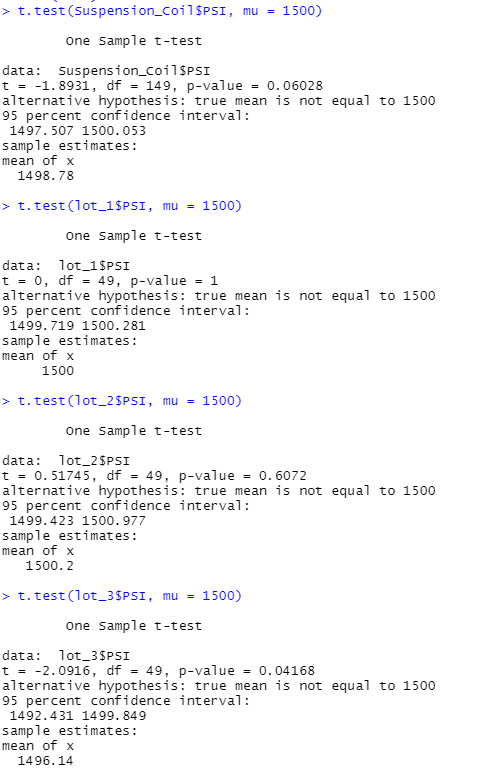 > t.test(Suspension_Coil$PSI, mu = 1500)
One Sample t-test
data: Suspension_Coil$PSI
t = -1.8931, df = 149, p-value = 0.06028
alternative hypothesis: true mean is not equal to 1500
95 percent confidence interval:
1497.507 1500.053
sample estimates:
mean of x
1498.78
> t.test(lot_1$PSI, mu = 1500)
One Sample t-test
data: lot_1$PSI
t = 0, df = 49, p-value = 1
alternative hypothesis: true mean is not equal to 1500
95 percent confidence interval:
1499.719 1500.281
sample estimates:
mean of x
1500
> t.test(lot_2$PSI, mu = 1500)
One Sample t-test
data: lot_2$PSI
t = 0.51745, df = 49, p-value = 0.6072
alternative hypothesis: true mean is not equal to 1500
95 percent confidence interval:
1499.423 1500.977
sample estimates:
mean of x
1500.2
> t.test(lot_3$PSI, mu = 1500)
One Sample t-test
data: lot_3$PSI
t = -2.0916, df = 49, p-value = 0.04168
alternative hypothesis: true mean is not equal to 1500
95 percent confidence interval:
1492.431 1499.849
sample estimates:
mean of x
1496.14